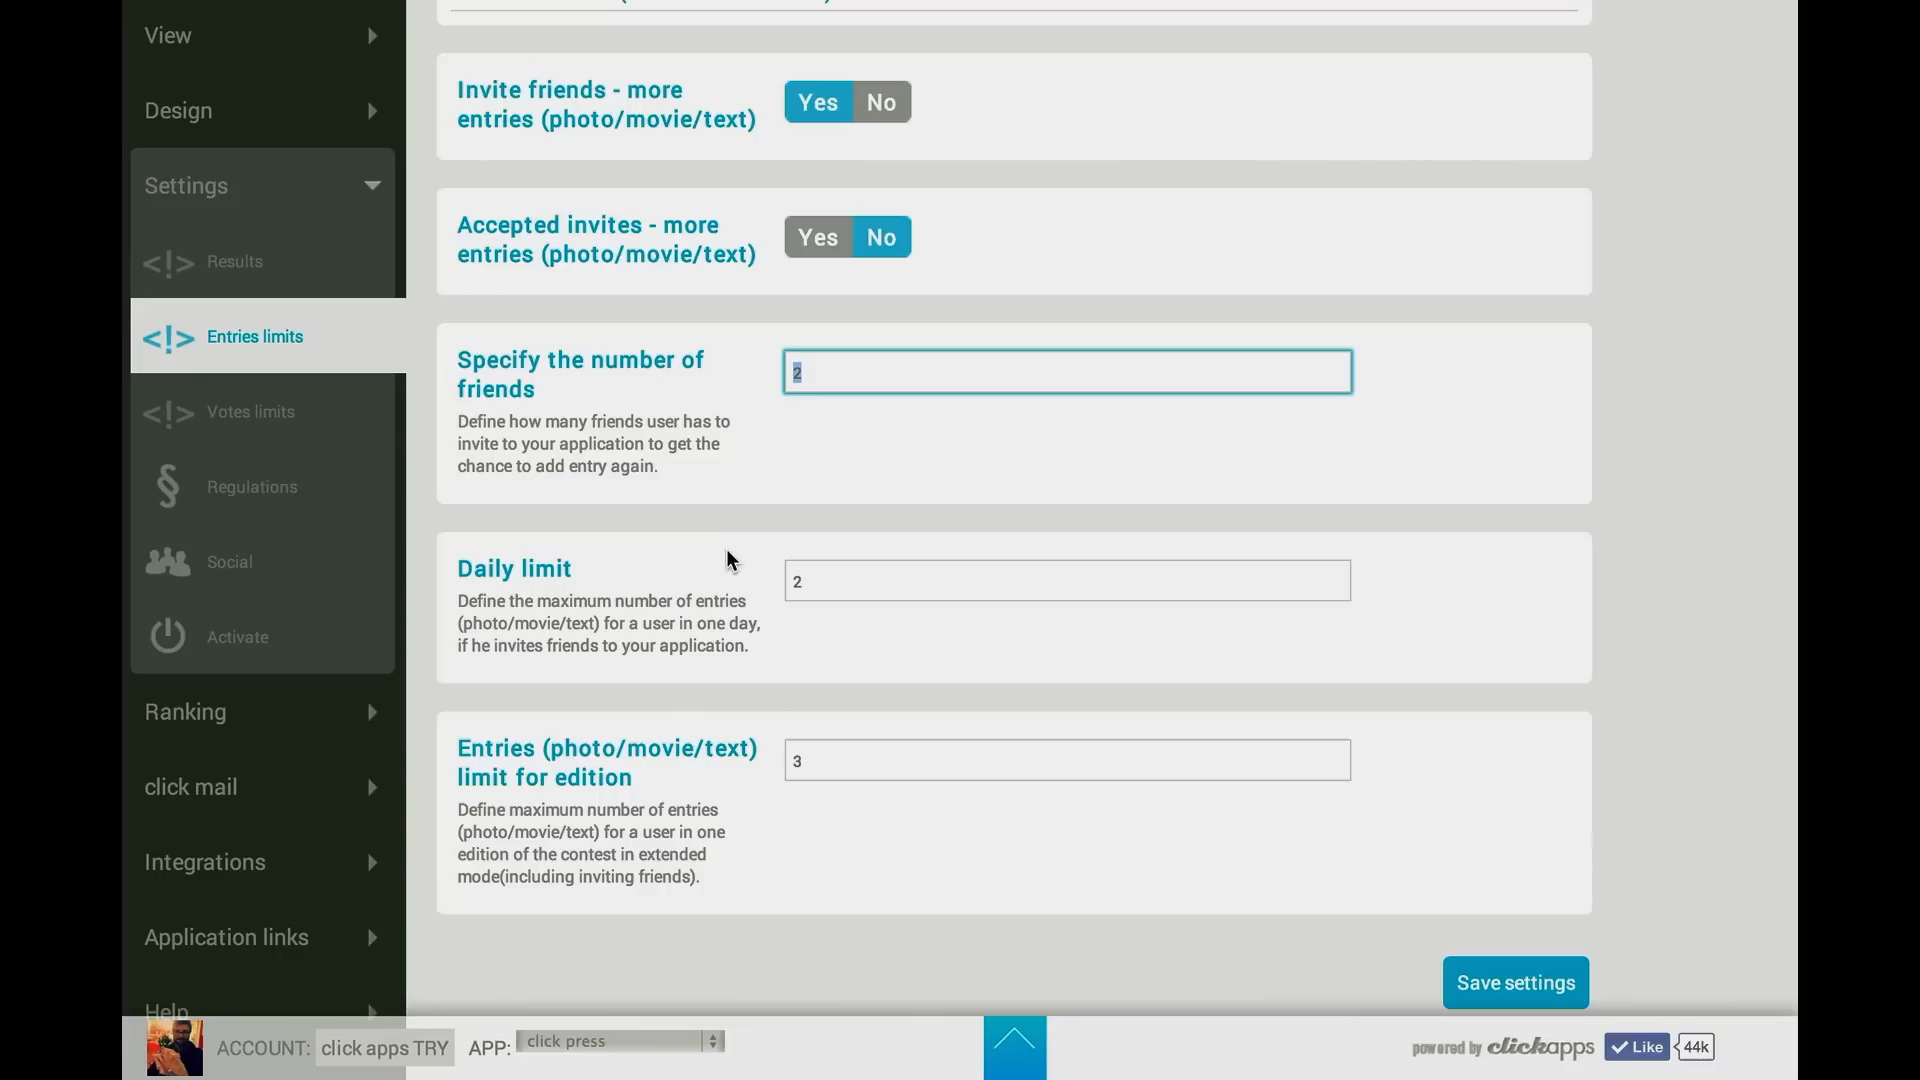 View
Design
Settings
Results
Entries limits
Votes limits
Regulations
Social
Activate
Ranking
click mail
Integrations
Application links
Help
Invite friends - more
entries (photo/movie/text)
Yes No
Accepted invites - more
entries (photo/movie/text)
Yes No
Specify the number of
friends
2
Define how many friends user has to
invite to your application to get the
chance to add entry again.
Daily limit
2
Define the maximum number of entries
(photo/movie/text) for a user in one day,
if he invites friends to your application.
Entries (photo/movie/text)
limit for edition
3
Define maximum number of entries
(photo/movie/text) for a user in one
edition of the contest in extended
mode(including inviting friends).
Save settings
ACCOUNT: click apps TRY APP: click press
powered by clickapps Like 44k